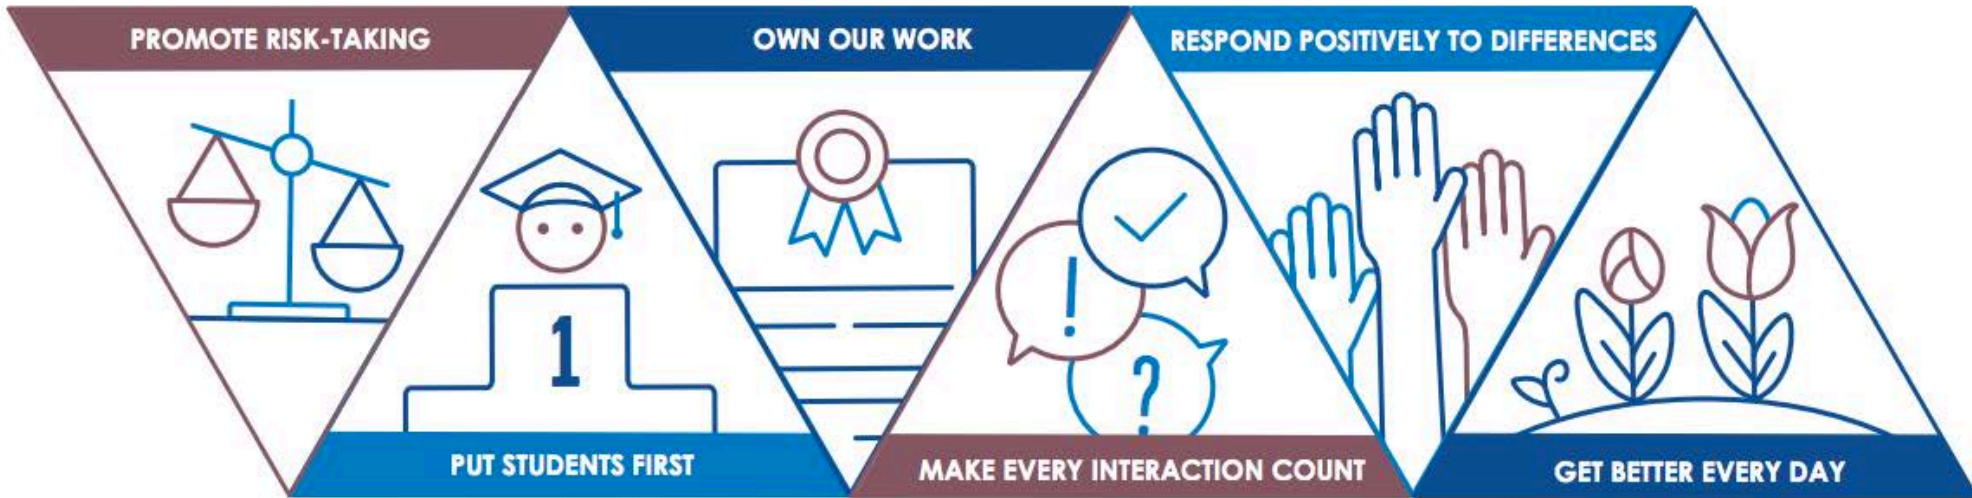 PROMOTE RISK-TAKING
OWN OUR WORK
RESPOND POSITIVELY TO DIFFERENCES
1
!
?
PUT STUDENTS FIRST
MAKE EVERY INTERACTION COUNT
GET BETTER EVERY DAY